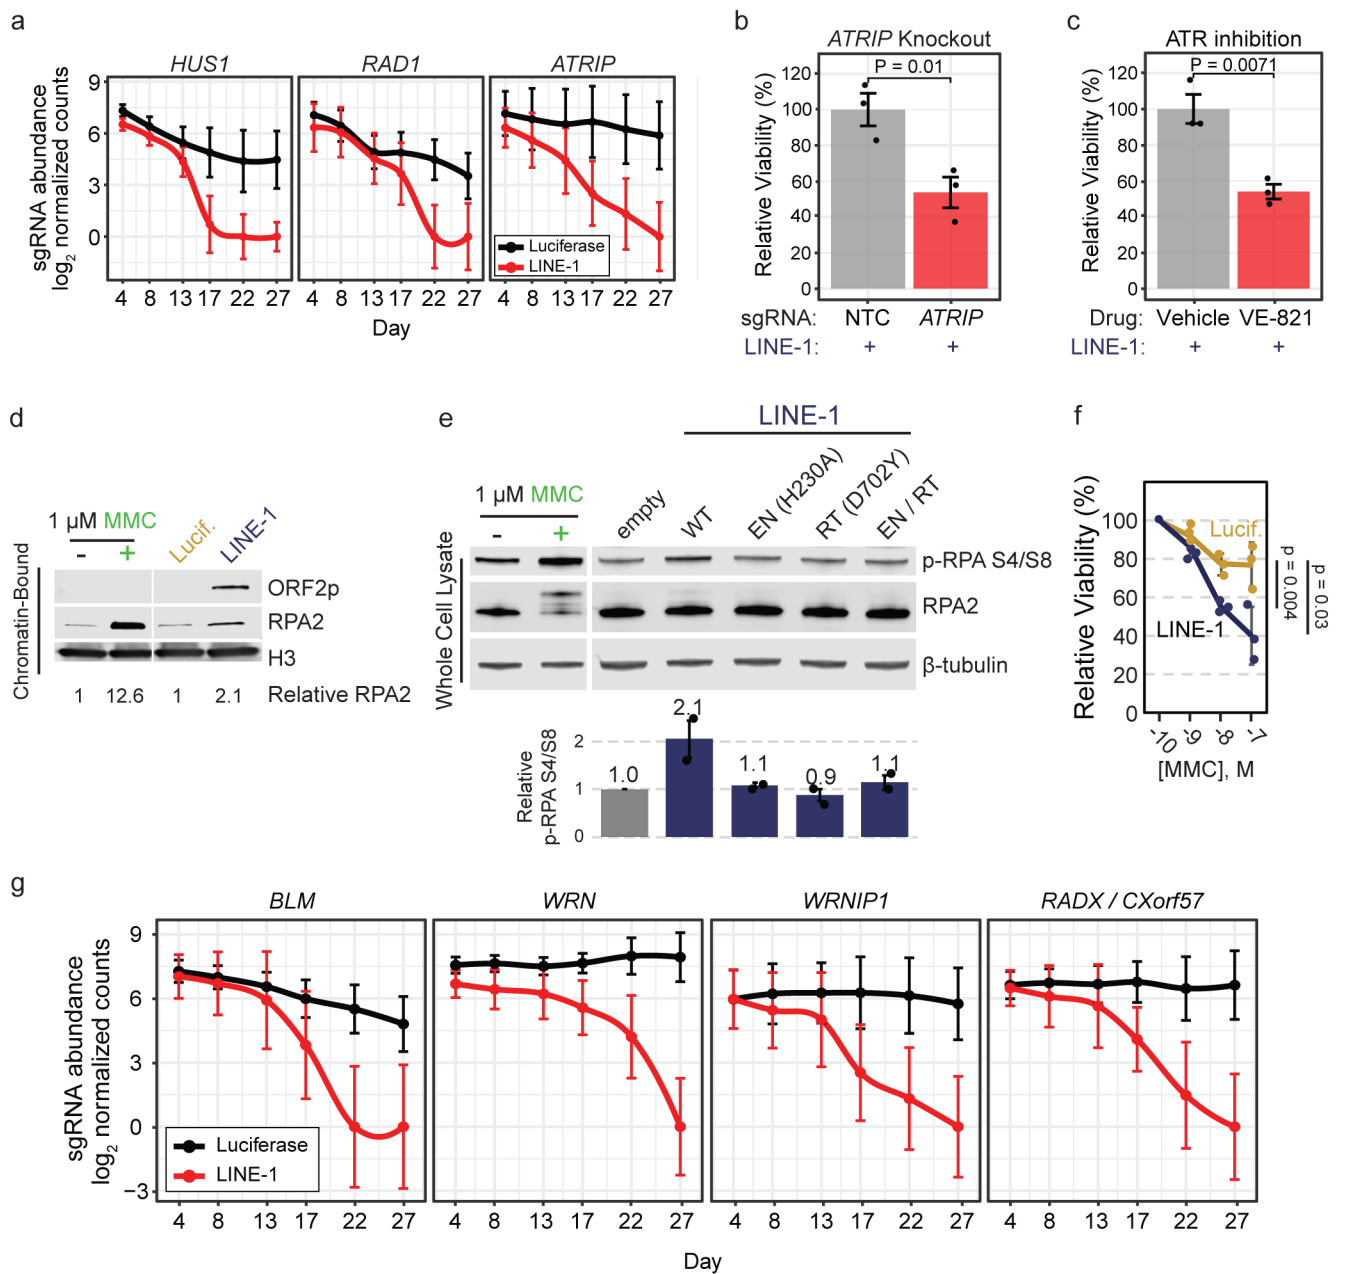 a
HUS1
RAD1
ATRIP
sgRNA abundance
log2 normalized counts
9
6
3
0
Luciferase
LINE-1
4 8 13 17 22 27
4 8 13 17 22 27
4 8 13 17 22 27
Day
b
ATRIP Knockout
P = 0.01
Relative Viability (%)
120
100
80
60
40
20
0
sgRNA: NTC ATRIP
LINE-1: + +
c
ATR inhibition
P = 0.0071
Relative Viability (%)
120
100
80
60
40
20
0
Drug: Vehicle VE-821
LINE-1: + +
d
1 µM MMC
- +
Lucif.
LINE-1
Chromatin-Bound
ORF2p
RPA2
H3
1 12.6 1 2.1 Relative RPA2
e
LINE-1
1 µM MMC
- +
empty
WT
EN (H230A)
RT (D702Y)
EN / RT
Whole Cell Lysate
p-RPA S4/S8
RPA2
β-tubulin
Relative
p-RPA S4/S8
2
1
0
1.0
2.1
1.1
0.9
1.1
f
Relative Viability (%)
100
80
60
40
20
0
Lucif.
LINE-1
p = 0.004
p = 0.03
-10 -9 -8 -7
[MMC], M
g
BLM
WRN
WRNIP1
RADX / CXorf57
sgRNA abundance
log2 normalized counts
9
6
3
0
−3
Luciferase
LINE-1
4 8 13 17 22 27
4 8 13 17 22 27
4 8 13 17 22 27
4 8 13 17 22 27
Day